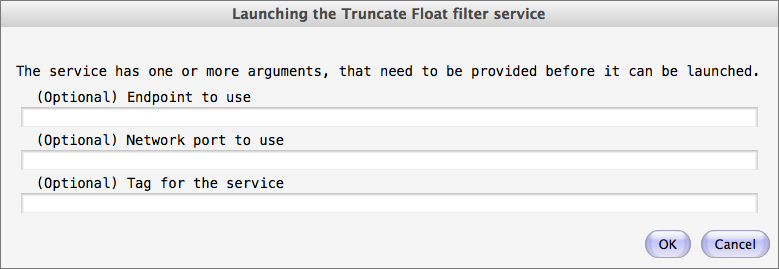 Launching the Truncate Float filter service
The service has one or more arguments, that need to be provided before it can be launched.
(Optional) Endpoint to use
(Optional) Network port to use
(Optional) Tag for the service
OK Cancel